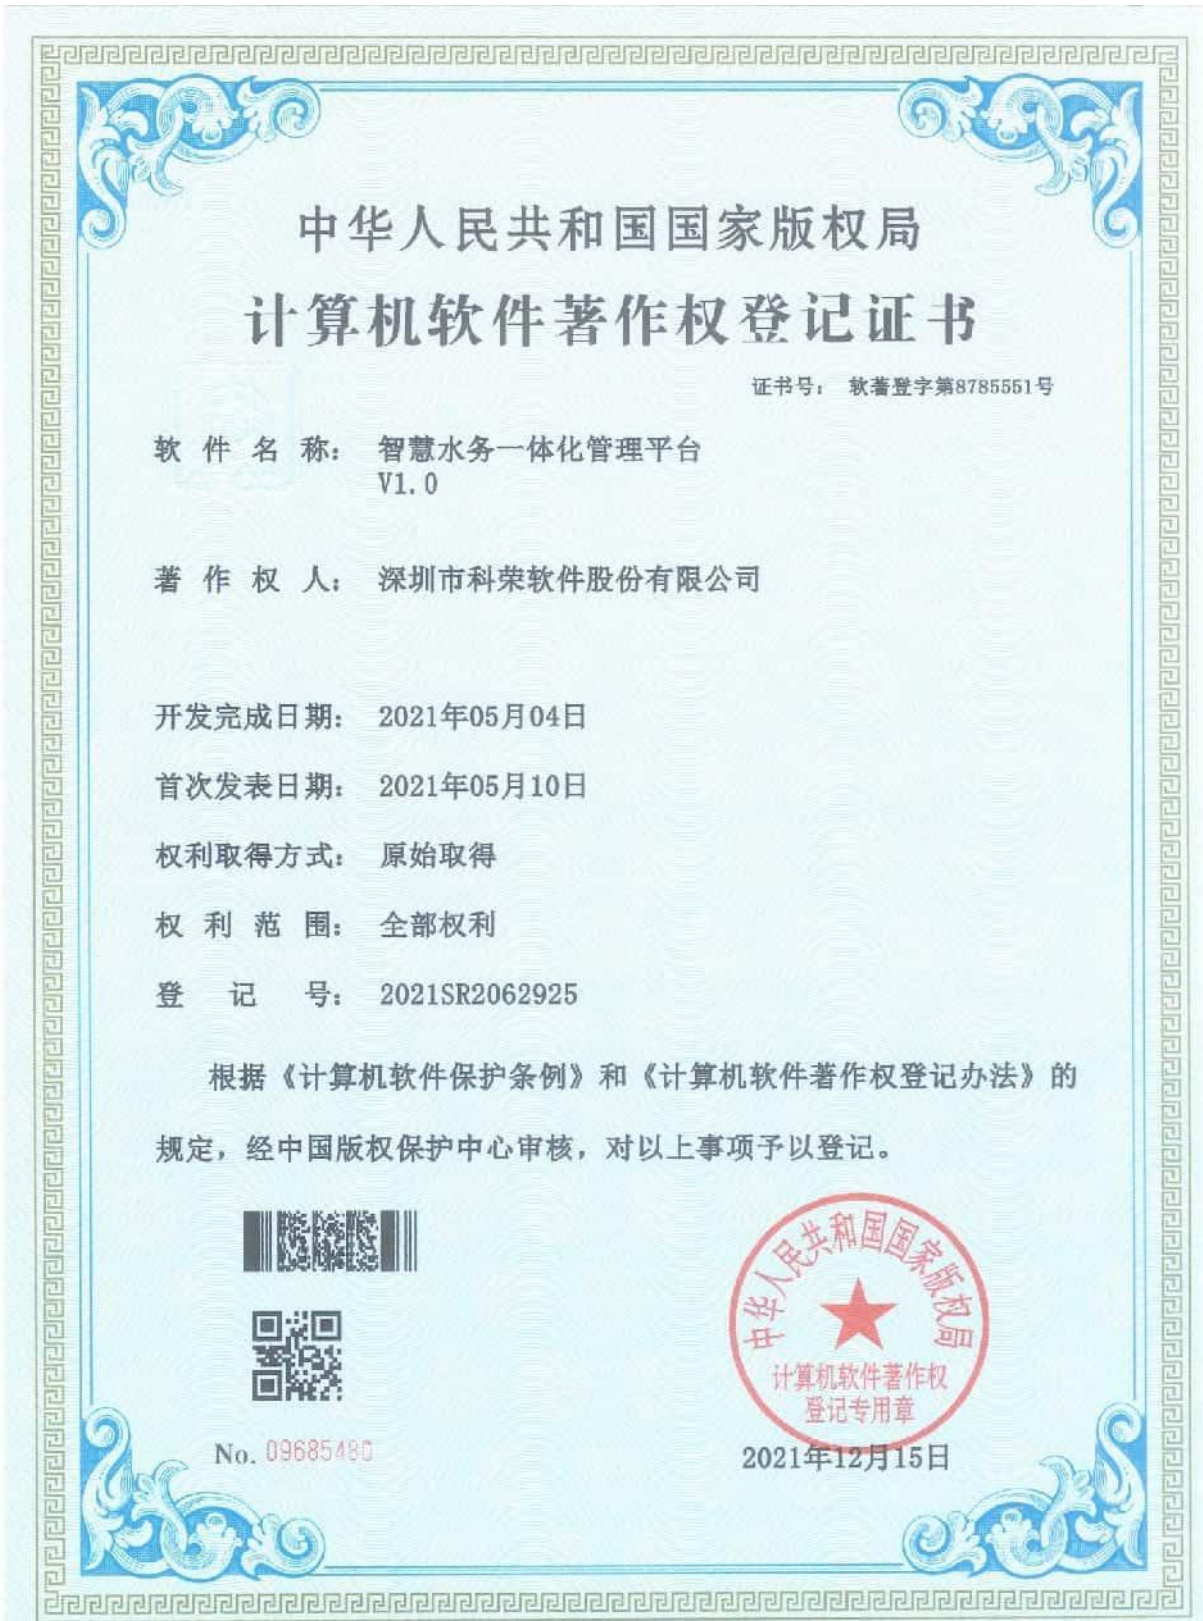 中华人民共和国国家版权局
计算机软件著作权登记证书
证书号： 软著登字第8785551号
软件名称： 智慧水务一体化管理平台
V1.0
著作权人： 深圳市科荣软件股份有限公司
开发完成日期： 2021年05月04日
首次发表日期： 2021年05月10日
权利取得方式： 原始取得
权利范围： 全部权利
登记号： 2021SR2062925
根据《计算机软件保护条例》和《计算机软件著作权登记办法》的
规定，经中国版权保护中心审核，对以上事项予以登记。
中华人民共和国国家版权局
计算机软件著作权
登记专用章
No. 09685480
2021年12月15日